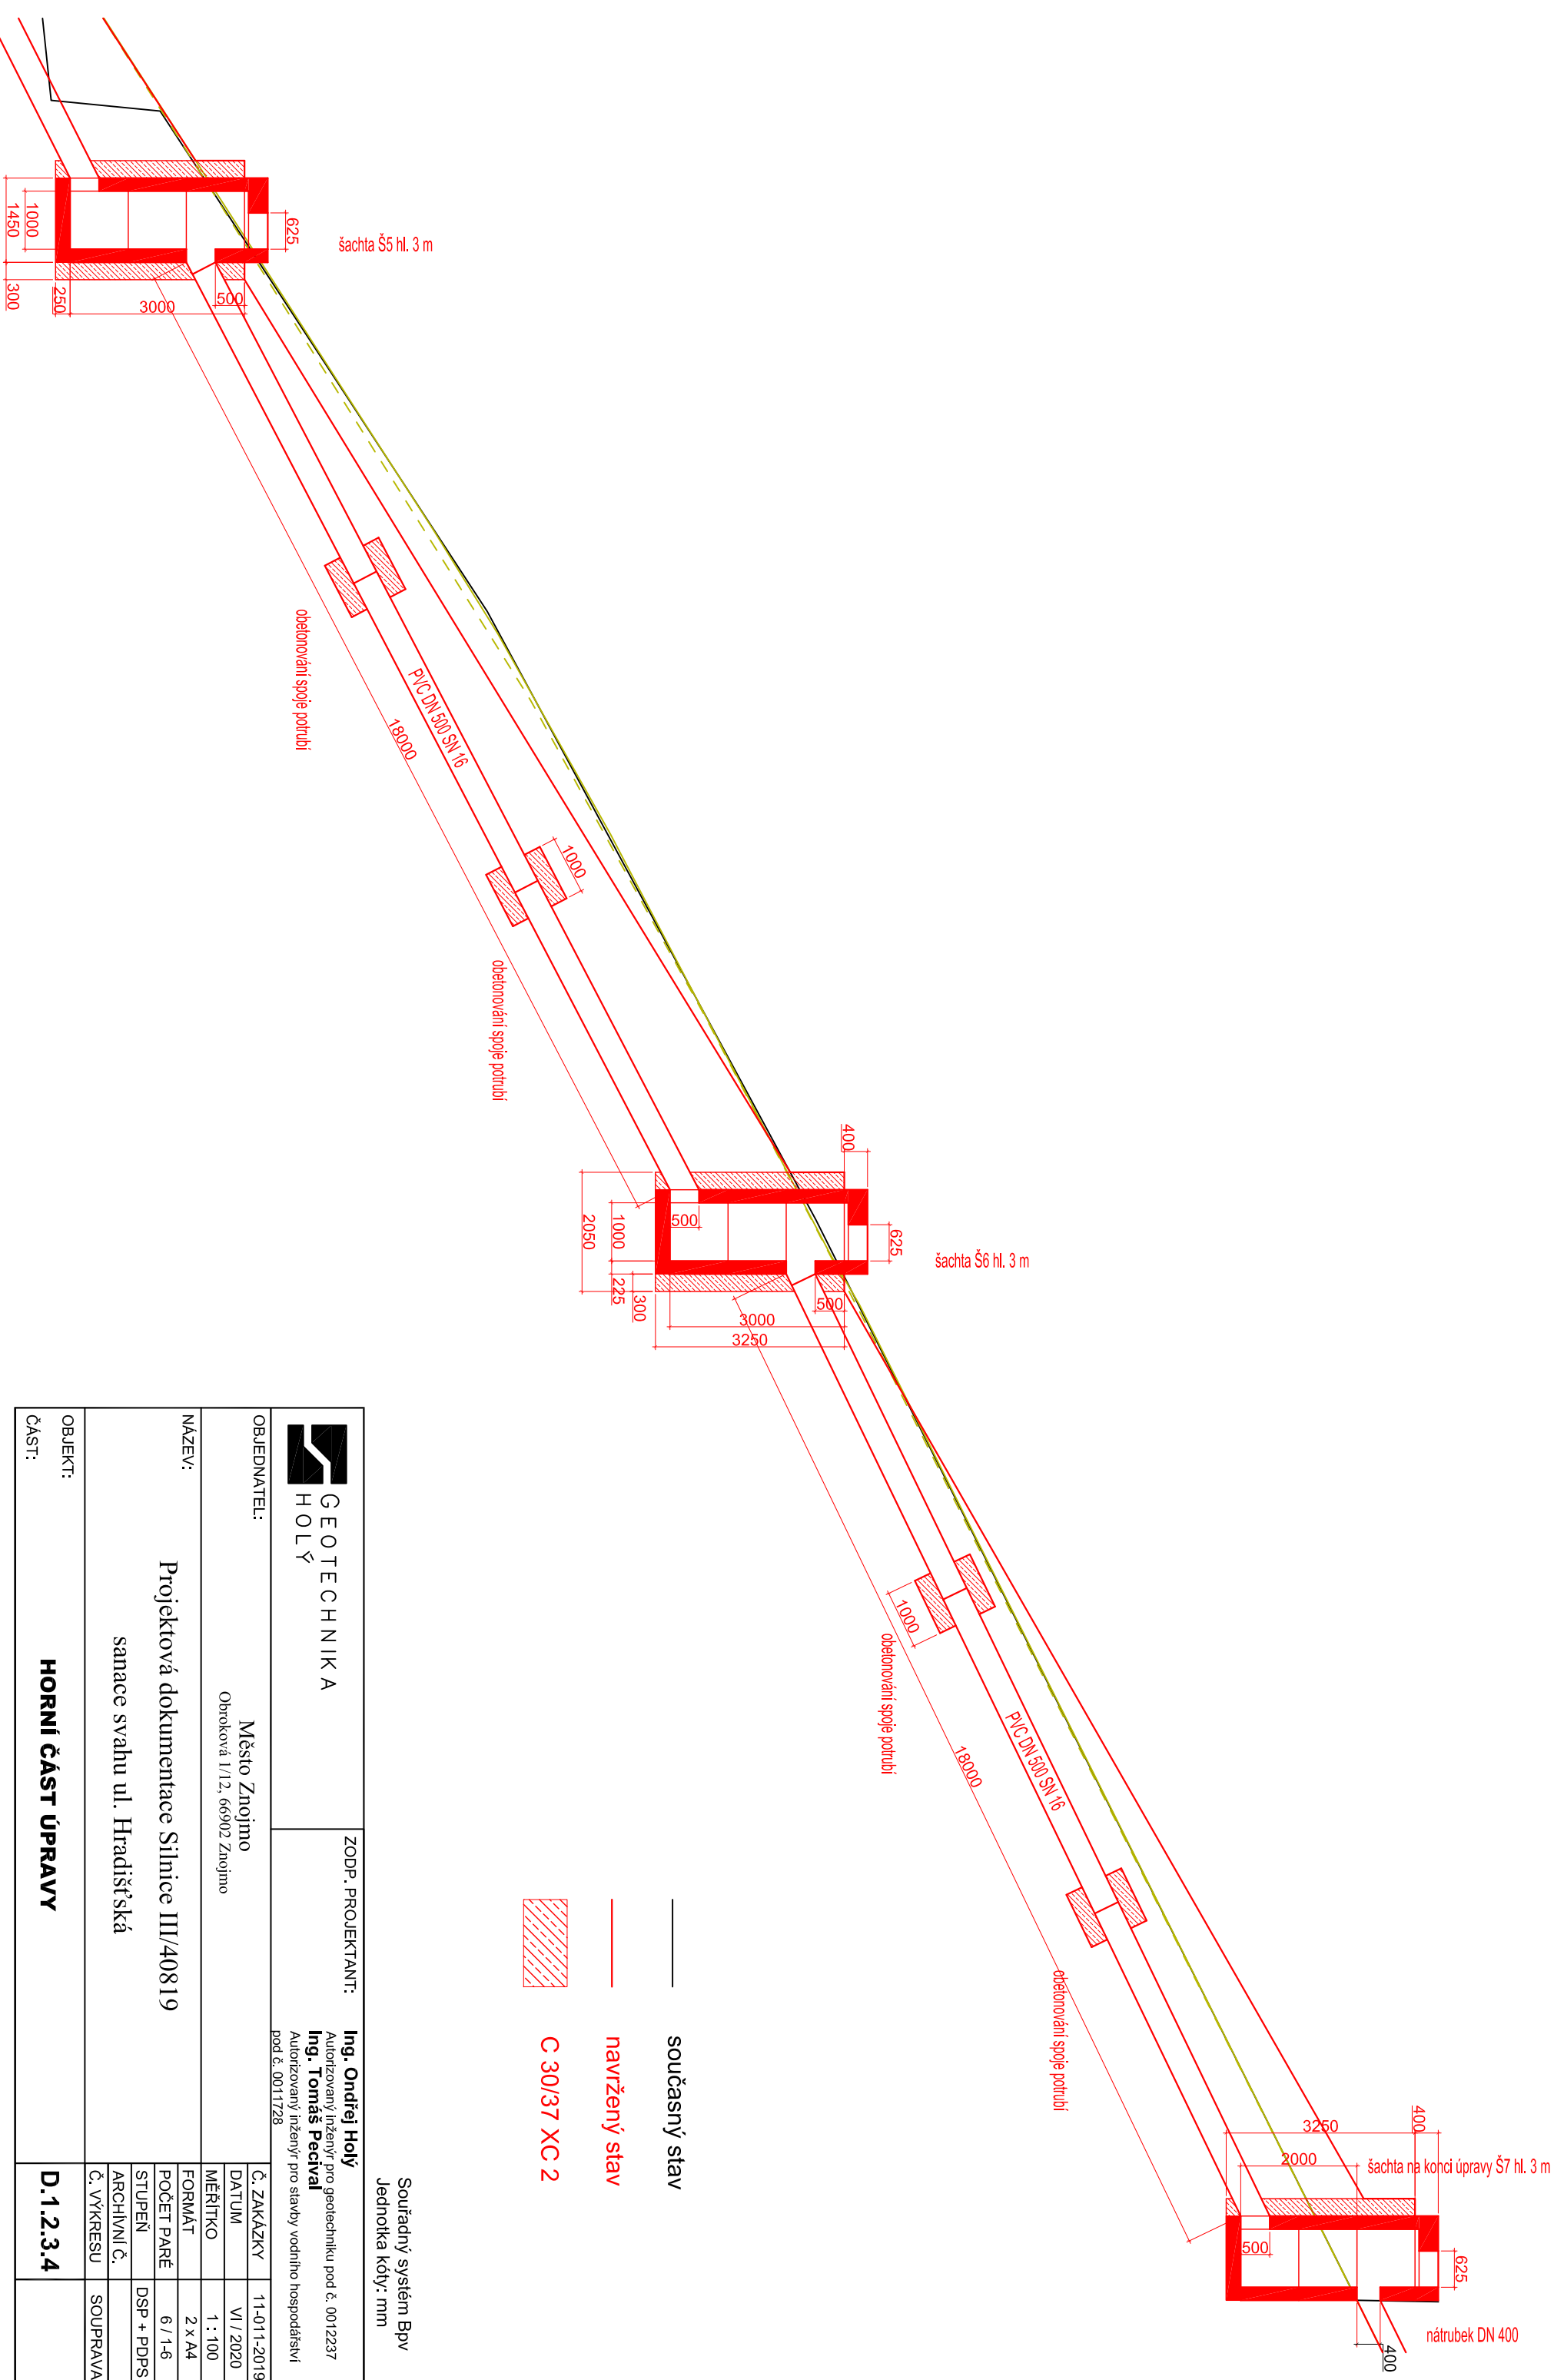 šachta Š5 hl. 3 m
625
1000
1450
300
250
3000
500
obetonování spoje potrubí
PVC DN 500 SN 16
18000
1000
obetonování spoje potrubí
šachta Š6 hl. 3 m
400
625
500
1000
2050
225
300
500
3000
3250
1000
obetonování spoje potrubí
PVC DN 500 SN 16
18000
obetonování spoje potrubí
400
3250
2000
šachta na konci úpravy Š7 hl. 3 m
500
625
nátrubek DN 400
400
současný stav
navržený stav
C 30/37 XC 2
Souřadný systém Bpv
Jednotka kóty: mm
GEOTECHNIKA
HOLÝ
ZODP. PROJEKTANT:
Ing. Ondřej Holý
Autorizovaný inženýr pro geotechniku pod č. 0012237
Ing. Tomáš Pecival
Autorizovaný inženýr pro stavby vodního hospodářství
pod č. 0011728
OBJEDNATEL:
Město Znojmo
Obroková 1/12, 66902 Znojmo
NÁZEV:
Projektová dokumentace Silnice III/40819
sanace svahu ul. Hradišťská
OBJEKT:
ČÁST:
HORNÍ ČÁST ÚPRAVY
Č. ZAKÁZKY 11-011-2019
DATUM VI / 2020
MĚŘÍTKO 1 : 100
FORMÁT 2 x A4
POČET PARÉ 6 / 1-6
STUPEŇ DSP + PDPS
ARCHÍVNÍ Č.
Č. VÝKRESU SOUPRAVA
D.1.2.3.4